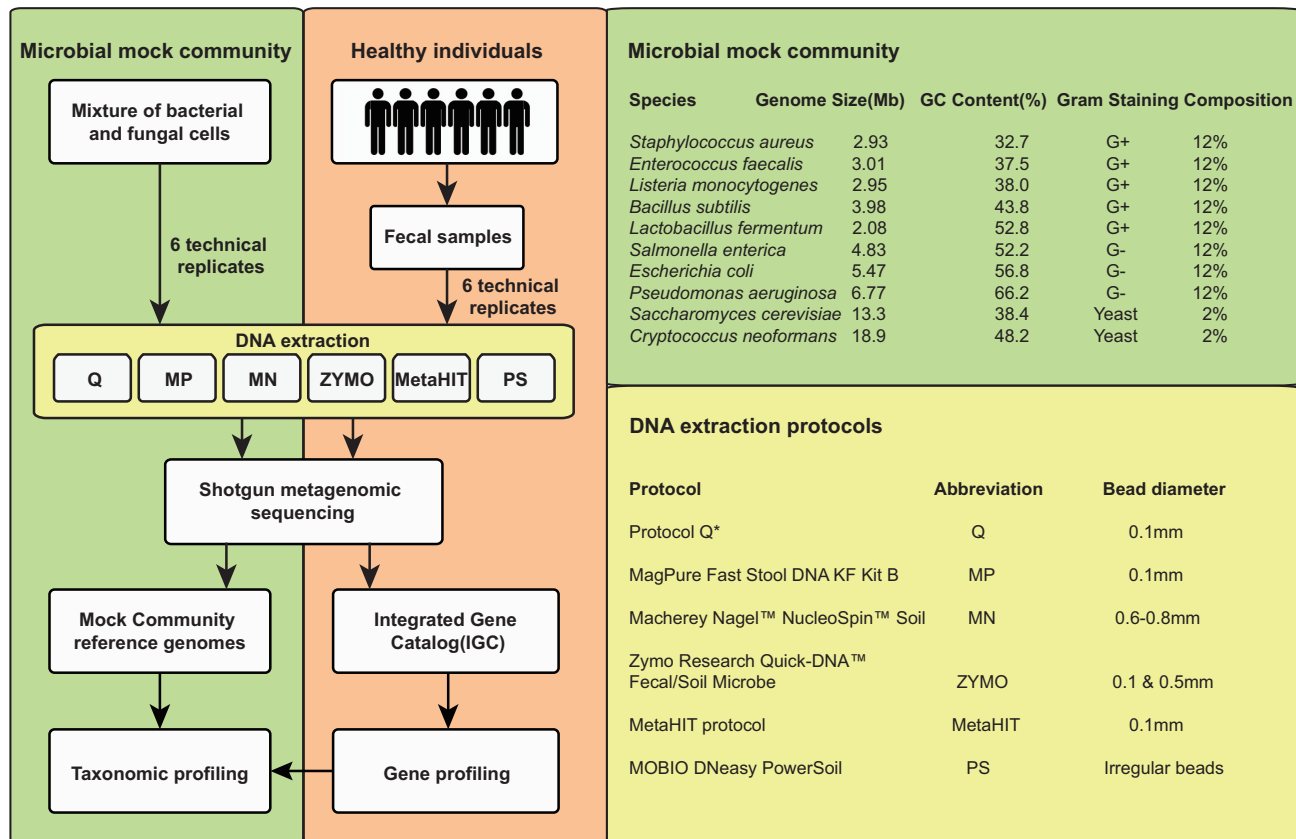 Microbial mock community
Healthy individuals
Mixture of bacterial
and fungal cells
Fecal samples
6 technical
replicates
6 technical
replicates
DNA extraction
Q MP MN ZYMO MetaHIT PS
Shotgun metagenomic
sequencing
Mock Community
reference genomes
Integrated Gene
Catalog(IGC)
Taxonomic profiling
Gene profiling
Microbial mock community
Species Genome Size(Mb) GC Content(%) Gram Staining Composition
Staphylococcus aureus 2.93 32.7 G+ 12%
Enterococcus faecalis 3.01 37.5 G+ 12%
Listeria monocytogenes 2.95 38.0 G+ 12%
Bacillus subtilis 3.98 43.8 G+ 12%
Lactobacillus fermentum 2.08 52.8 G+ 12%
Salmonella enterica 4.83 52.2 G- 12%
Escherichia coli 5.47 56.8 G- 12%
Pseudomonas aeruginosa 6.77 66.2 G- 12%
Saccharomyces cerevisiae 13.3 38.4 Yeast 2%
Cryptococcus neoformans 18.9 48.2 Yeast 2%
DNA extraction protocols
Protocol Abbreviation Bead diameter
Protocol Q* Q 0.1mm
MagPure Fast Stool DNA KF Kit B MP 0.1mm
Macherey Nagel™ NucleoSpin™ Soil MN 0.6-0.8mm
Zymo Research Quick-DNA™
Fecal/Soil Microbe ZYMO 0.1 & 0.5mm
MetaHIT protocol MetaHIT 0.1mm
MOBIO DNeasy PowerSoil PS Irregular beads